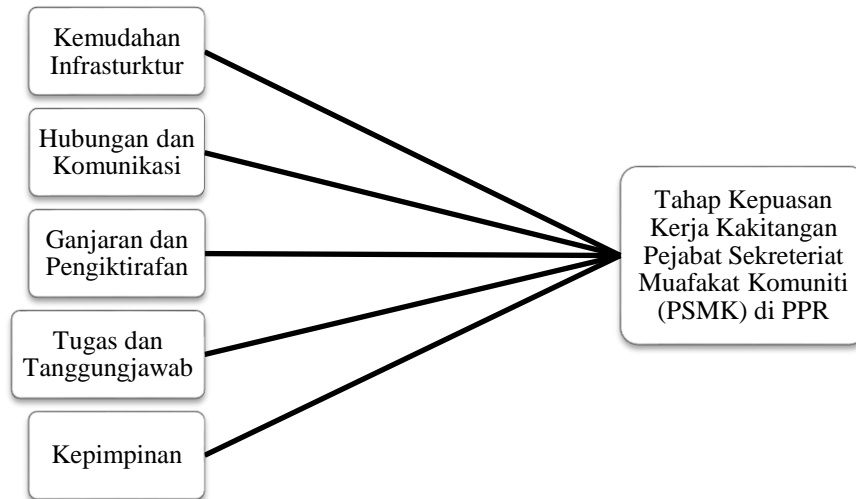 Kemudahan
Infrasturktur
Hubungan dan
Komunikasi
Ganjaran dan
Pengiktirafan
Tugas dan
Tanggungjawab
Kepimpinan
Tahap Kepuasan
Kerja Kakitangan
Pejabat Sekreteriat
Muafakat Komuniti
(PSMK) di PPR